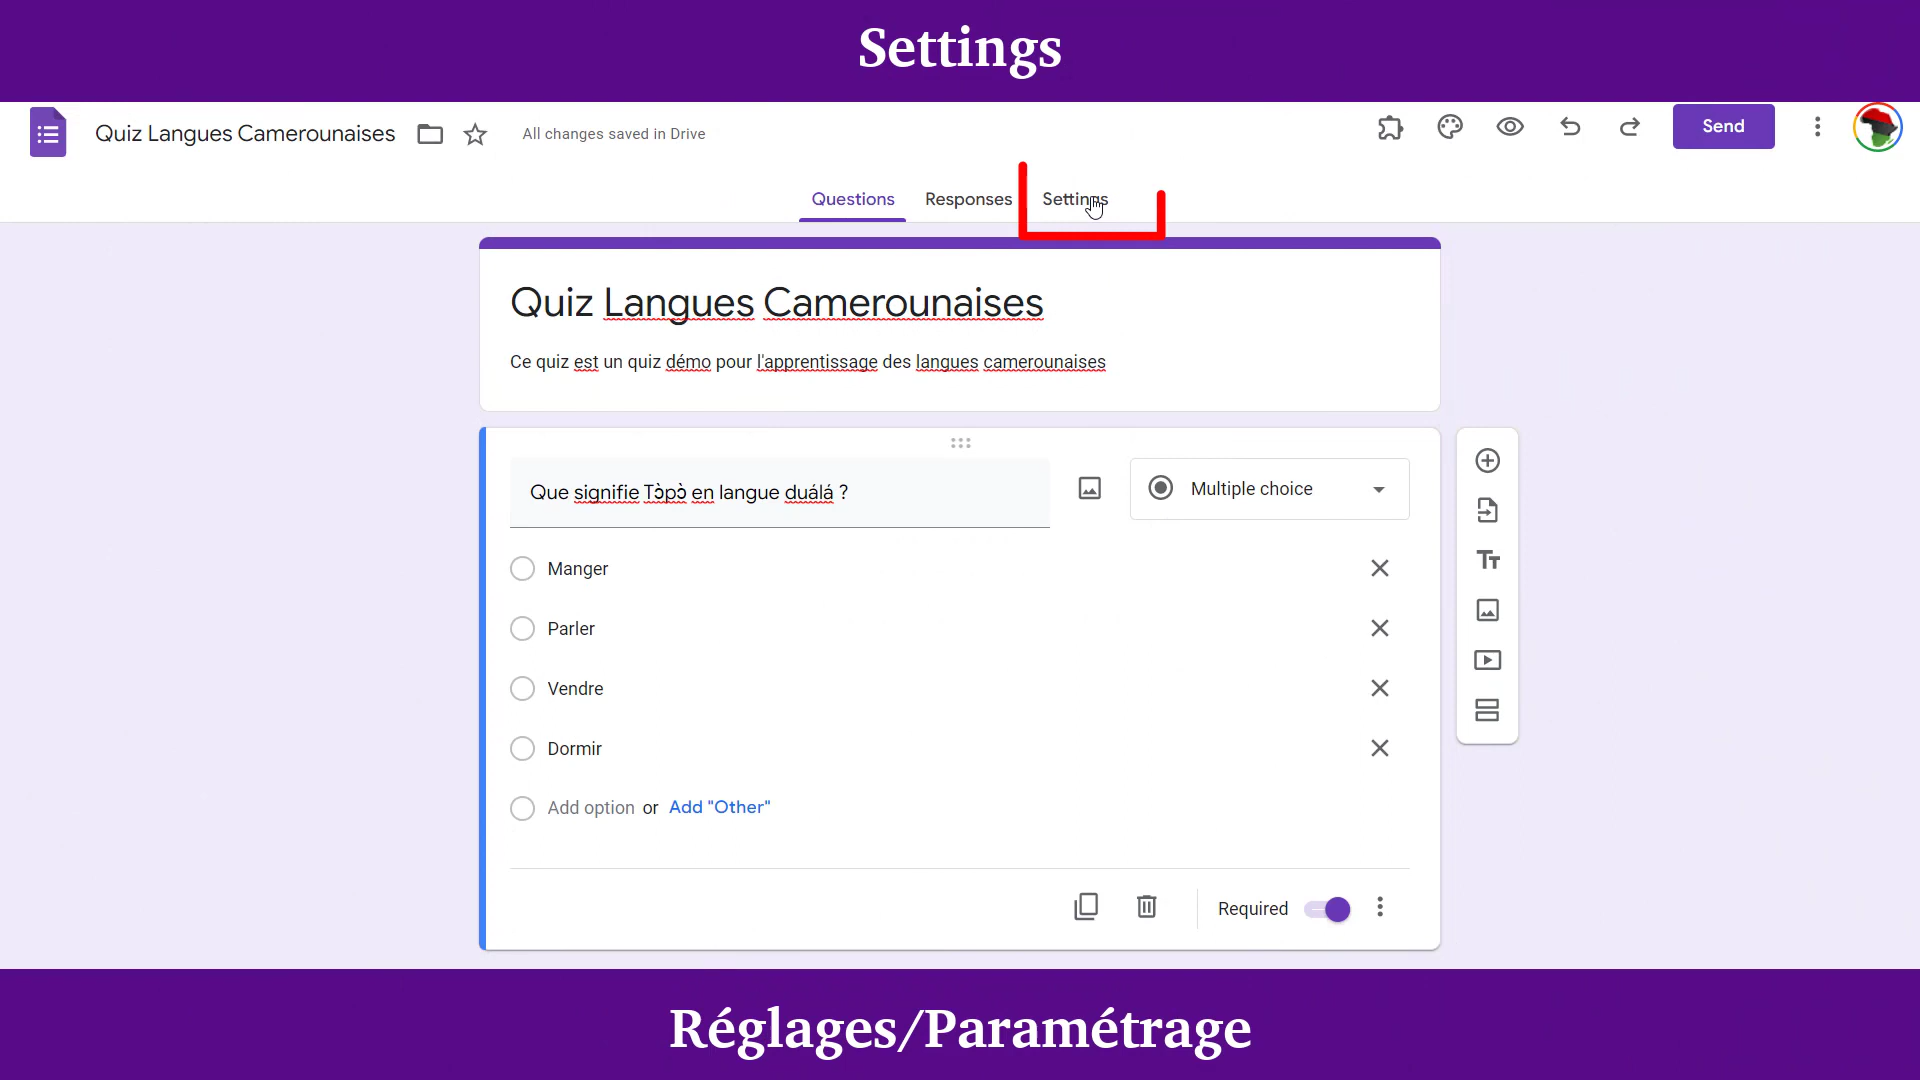 Settings
Quiz Langues Camerounaises
All changes saved in Drive
Send
Questions
Responses
Settings
Quiz Langues Camerounaises
Ce quiz est un quiz démo pour l'apprentissage des langues camerounaises
Que signifie Tɔ̀pɔ̀ en langue duálá ?
Multiple choice
Manger
Parler
Vendre
Dormir
Add option or Add "Other"
Required
Réglages/Paramétrage